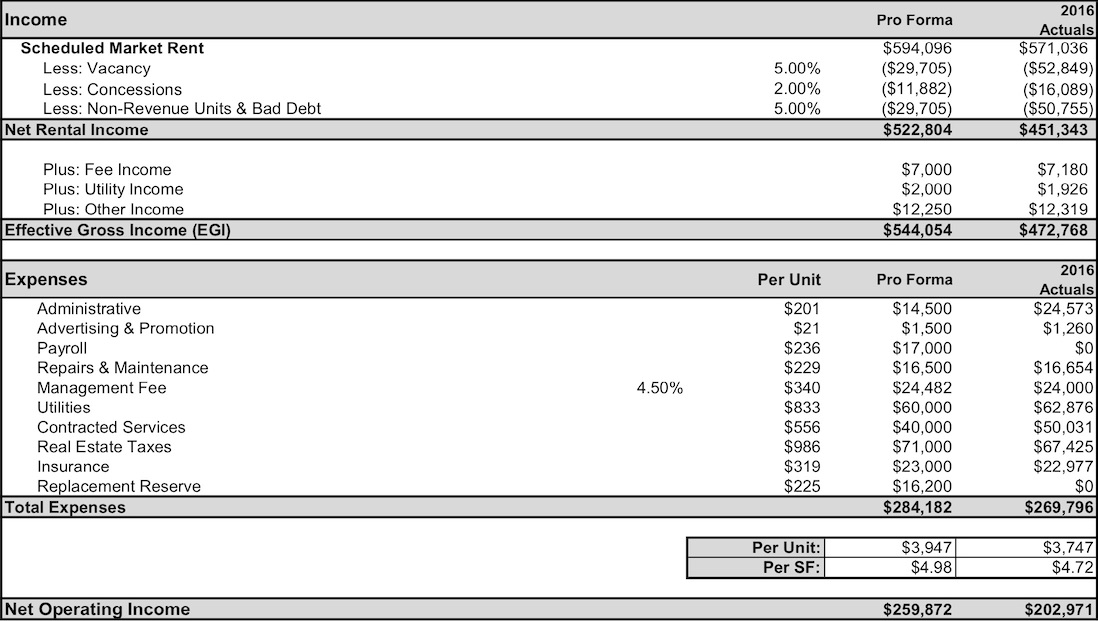 Income Pro Forma 2016 Actuals
Scheduled Market Rent $594,096 $571,036
Less: Vacancy 5.00% ($29,705) ($52,849)
Less: Concessions 2.00% ($11,882) ($16,089)
Less: Non-Revenue Units & Bad Debt 5.00% ($29,705) ($50,755)
Net Rental Income $522,804 $451,343
Plus: Fee Income $7,000 $7,180
Plus: Utility Income $2,000 $1,926
Plus: Other Income $12,250 $12,319
Effective Gross Income (EGI) $544,054 $472,768
Expenses Per Unit Pro Forma 2016 Actuals
Administrative $201 $14,500 $24,573
Advertising & Promotion $21 $1,500 $1,260
Payroll $236 $17,000 $0
Repairs & Maintenance $229 $16,500 $16,654
Management Fee 4.50% $340 $24,482 $24,000
Utilities $833 $60,000 $62,876
Contracted Services $556 $40,000 $50,031
Real Estate Taxes $986 $71,000 $67,425
Insurance $319 $23,000 $22,977
Replacement Reserve $225 $16,200 $0
Total Expenses $284,182 $269,796
Per Unit: $3,947 $3,747
Per SF: $4.98 $4.72
Net Operating Income $259,872 $202,971